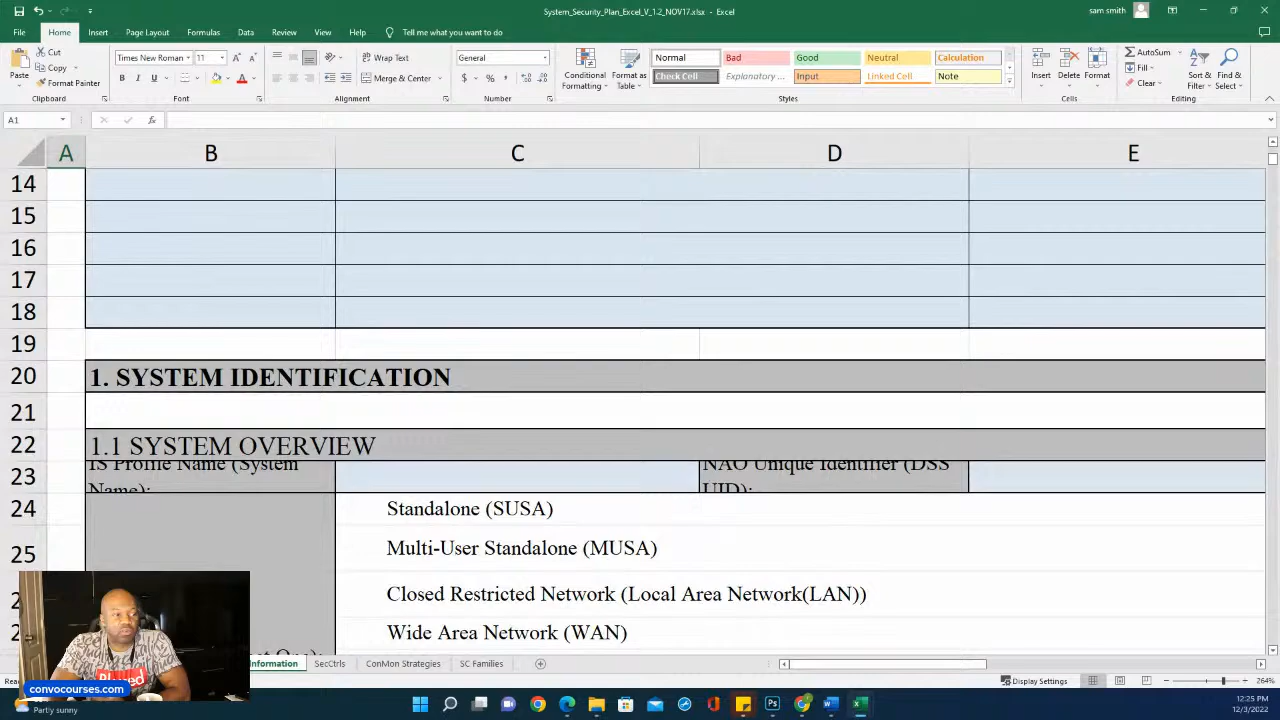 System_Security_Plan_Excel_V_1.2_NOV17.xlsx - Excel
sam smith
File Home Insert Page Layout Formulas Data Review View Help Tell me what you want to do
Paste
Cut
Copy
Format Painter
Clipboard
Times New Roman 11
B I U
Font
Wrap Text
Merge & Center
Alignment
General
$ % ,
Number
Conditional Formatting
Format as Table
Normal Bad Good Neutral Calculation
Check Cell Explanatory ... Input Linked Cell Note
Styles
Insert Delete Format
Cells
AutoSum
Clear
Sort & Filter
Find & Select
Editing
A1
fx
A B C D E
14
15
16
17
18
19
20 1. SYSTEM IDENTIFICATION
21
22 1.1 SYSTEM OVERVIEW
23 IS Profile Name (System Name): NAO Unique Identifier (DSS UID):
24 Standalone (SUSA)
25 Multi-User Standalone (MUSA)
Closed Restricted Network (Local Area Network(LAN))
Wide Area Network (WAN)
Information SecCtrls ConMon Strategies SC Families
Display Settings
264%
convocourses.com
Partly sunny
12:25 PM
12/3/2022